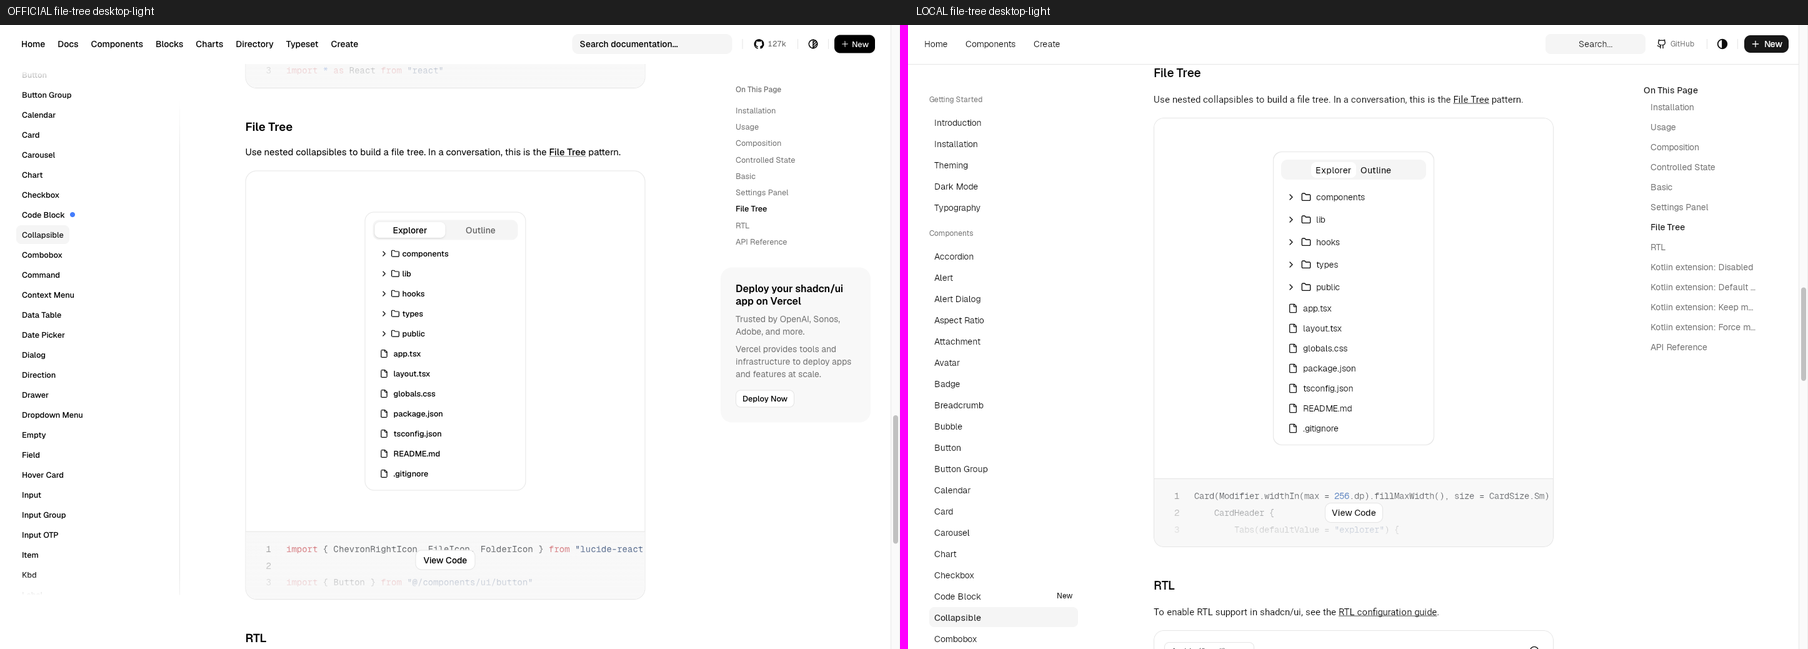 OFFICIAL file-tree desktop-light
Home Docs Components Blocks Charts Directory Typeset Create
Search documentation...
127k
+ New
Button
Button Group
Calendar
Card
Carousel
Chart
Checkbox
Code Block
Collapsible
Combobox
Command
Context Menu
Data Table
Date Picker
Dialog
Direction
Drawer
Dropdown Menu
Empty
Field
Hover Card
Input
Input Group
Input OTP
Item
Kbd
3 import * as React from "react"
File Tree
Use nested collapsibles to build a file tree. In a conversation, this is the File Tree pattern.
Explorer Outline
components
lib
hooks
types
public
app.tsx
layout.tsx
globals.css
package.json
tsconfig.json
README.md
.gitignore
1 import { ChevronRightIcon, FileIcon, FolderIcon } from "lucide-react
2
View Code
3 import { Button } from "@/components/ui/button"
RTL
On This Page
Installation
Usage
Composition
Controlled State
Basic
Settings Panel
File Tree
RTL
API Reference
Deploy your shadcn/ui
app on Vercel
Trusted by OpenAI, Sonos,
Adobe, and more.
Vercel provides tools and
infrastructure to deploy apps
and features at scale.
Deploy Now
LOCAL file-tree desktop-light
Home Components Create
Search...
GitHub
+ New
Getting Started
Introduction
Installation
Theming
Dark Mode
Typography
Components
Accordion
Alert
Alert Dialog
Aspect Ratio
Attachment
Avatar
Badge
Breadcrumb
Bubble
Button
Button Group
Calendar
Card
Carousel
Chart
Checkbox
Code Block New
Collapsible
Combobox
File Tree
Use nested collapsibles to build a file tree. In a conversation, this is the File Tree pattern.
Explorer Outline
components
lib
hooks
types
public
app.tsx
layout.tsx
globals.css
package.json
tsconfig.json
README.md
.gitignore
1 Card(Modifier.widthIn(max = 256.dp).fillMaxWidth(), size = CardSize.Sm)
2 CardHeader {
View Code
3 Tabs(defaultValue = "explorer") {
RTL
To enable RTL support in shadcn/ui, see the RTL configuration guide.
On This Page
Installation
Usage
Composition
Controlled State
Basic
Settings Panel
File Tree
RTL
Kotlin extension: Disabled
Kotlin extension: Default ...
Kotlin extension: Keep m...
Kotlin extension: Force m...
API Reference